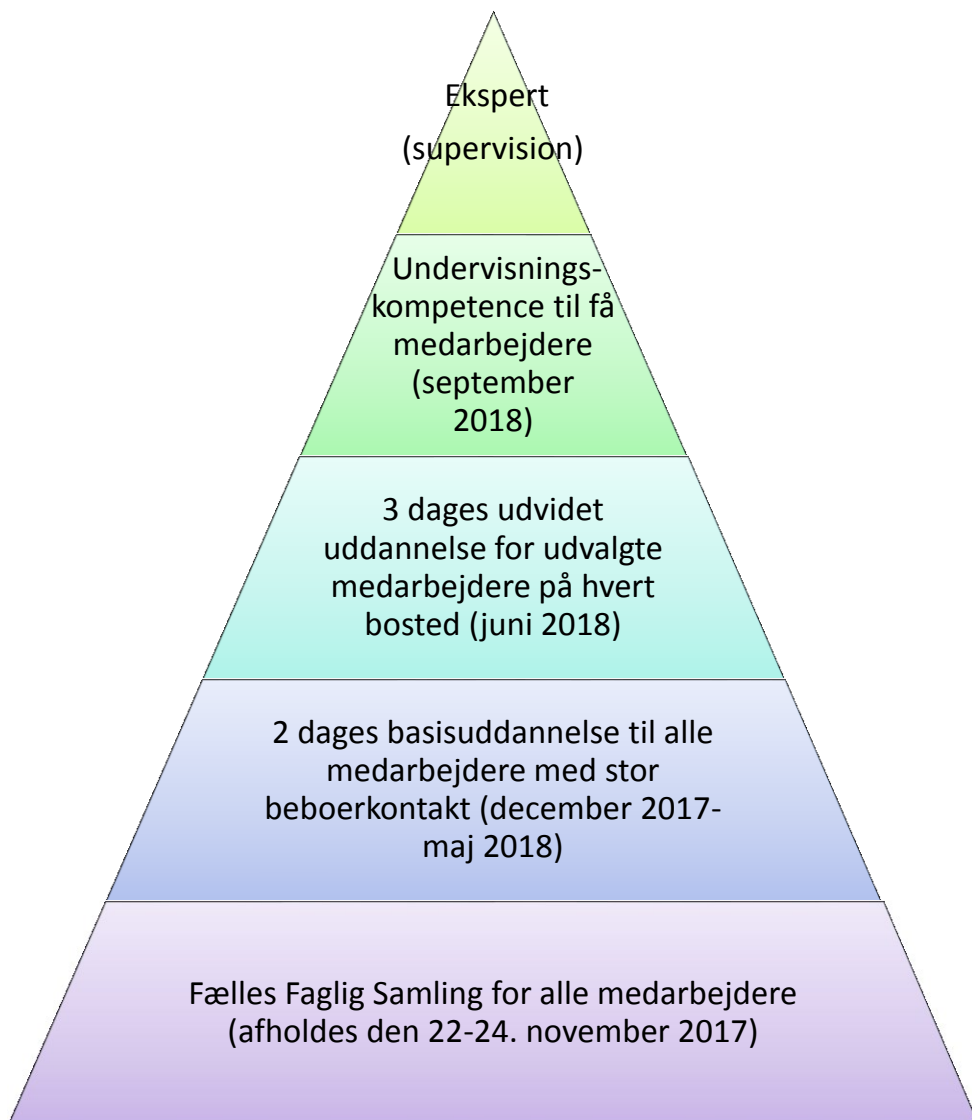 Ekspert
(supervision)
Undervisnings-
kompetence til få
medarbejdere
(september
2018)
3 dages udvidet
uddannelse for udvalgte
medarbejdere på hvert
bosted (juni 2018)
2 dages basisuddannelse til alle
medarbejdere med stor
beboerkontakt (december 2017-
maj 2018)
Fælles Faglig Samling for alle medarbejdere
(afholdes den 22-24. november 2017)